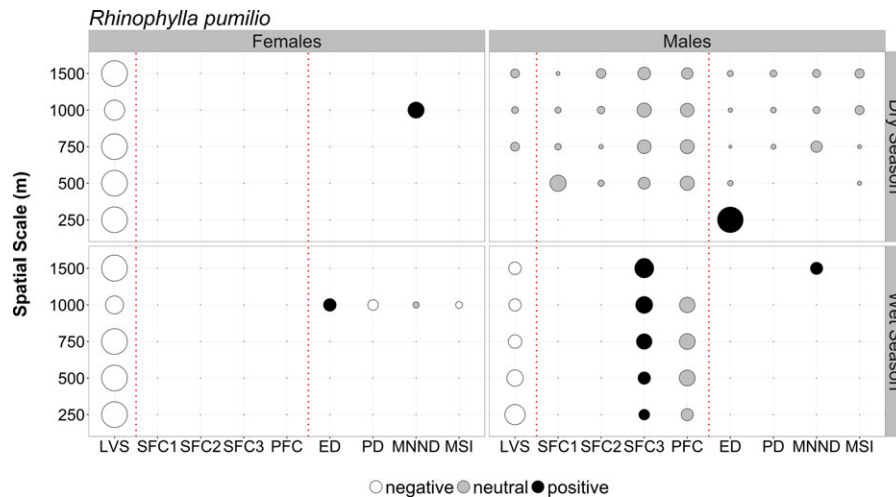 Rhinophylla pumilio
Females Males
1500
1000
750
500
250
Dry Season
1500
1000
750
500
250
Wet Season
Spatial Scale (m)
LVS SFC1 SFC2 SFC3 PFC ED PD MNND MSI LVS SFC1 SFC2 SFC3 PFC ED PD MNND MSI
negative neutral positive